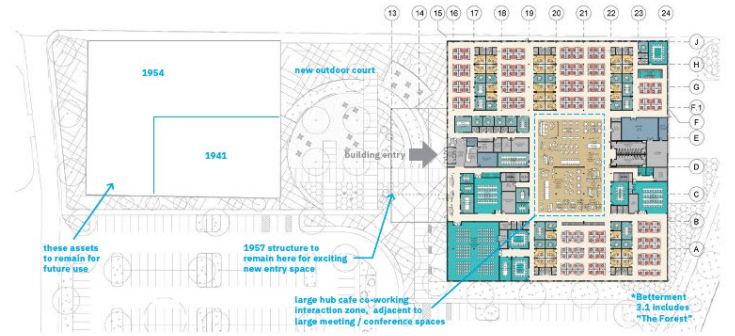 13
14
15
16
17
18
19
20
21
22
23
24
J
H
G
F.1
F
E
D
C
B
A
1954
1941
new outdoor court
building entry
these assets
to remain for
future use
1957 structure to
remain here for exciting
new entry space
large hub cafe co-working
interaction zone, adjacent to
large meeting / conference spaces
*Betterment
3.1 includes
"The Forest"